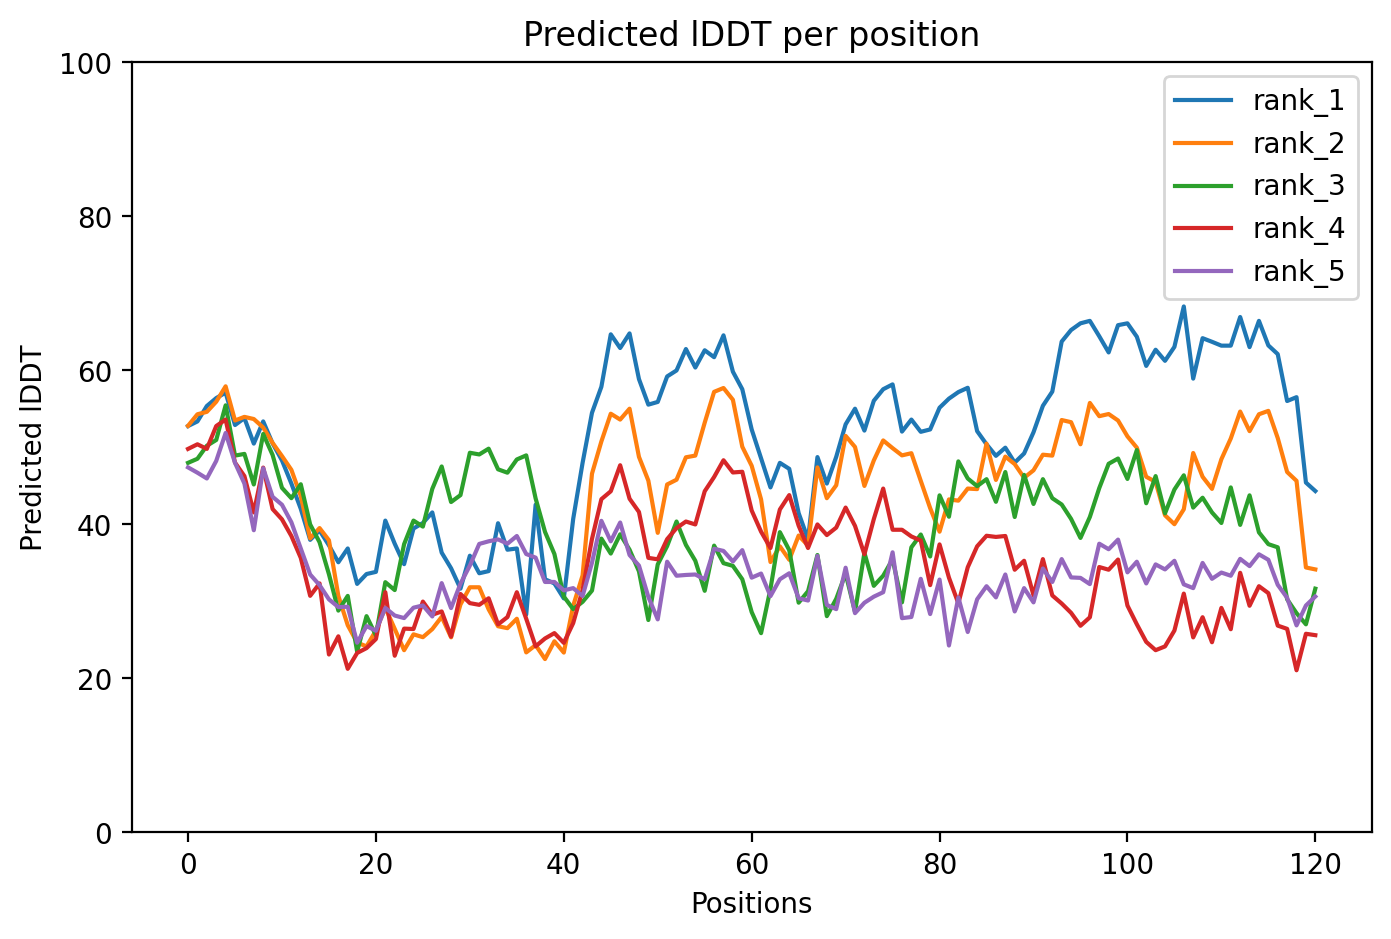 Predicted lDDT per position
100
80
60
40
20
0
Predicted lDDT
rank_1
rank_2
rank_3
rank_4
rank_5
0 20 40 60 80 100 120
Positions